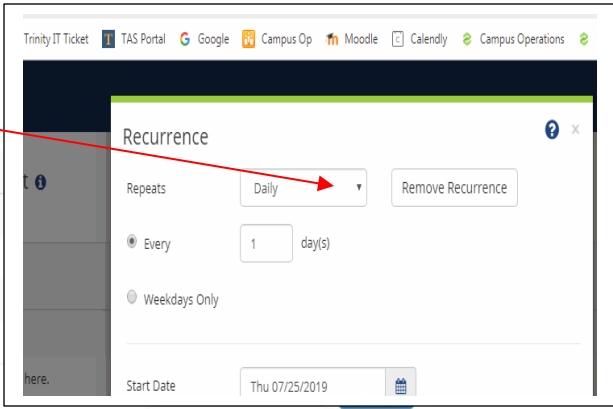 Trinity IT Ticket TAS Portal Google Campus Op Moodle Calendly Campus Operations
Recurrence
t
Repeats Daily Remove Recurrence
Every 1 day(s)
Weekdays Only
here.
Start Date Thu 07/25/2019